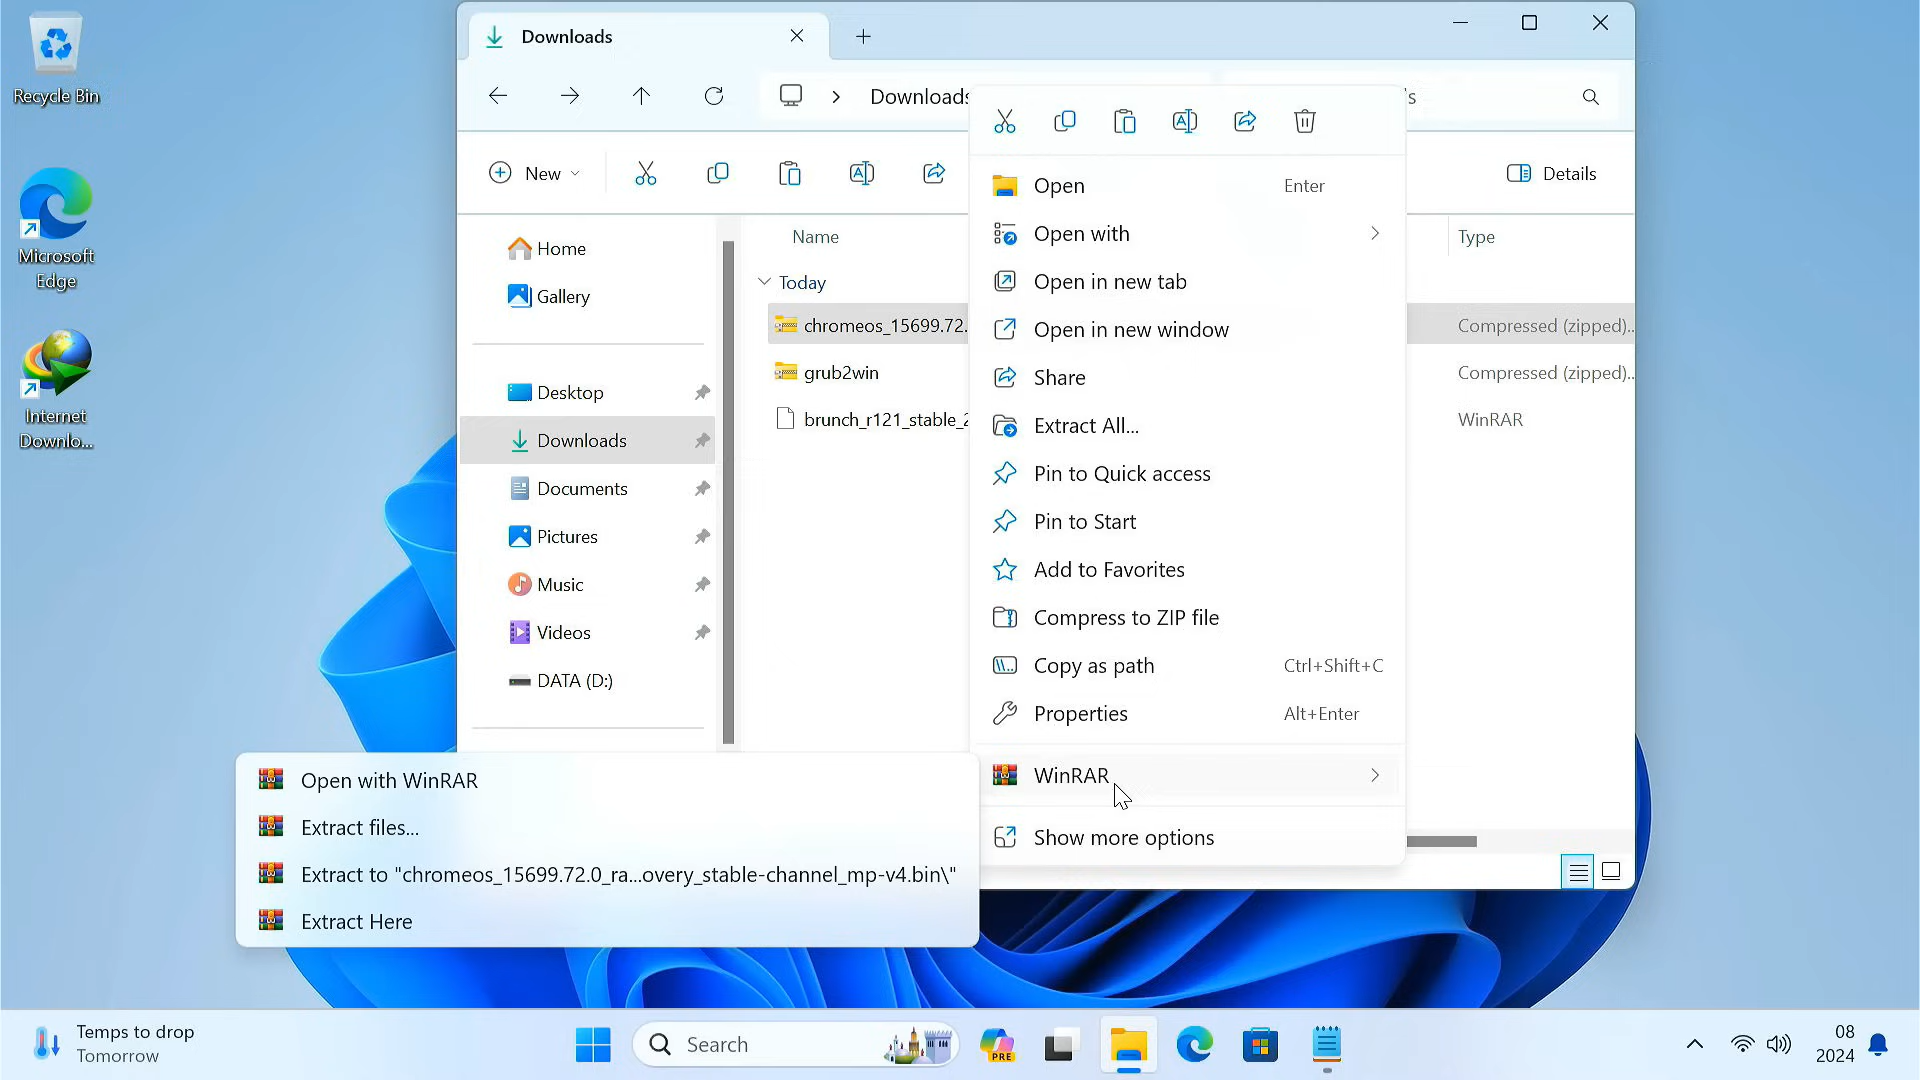 Recycle Bin
Microsoft
Edge
Internet
Downlo...
Downloads
Downloads
's
New
Details
Home
Gallery
Desktop
Downloads
Documents
Pictures
Music
Videos
DATA (D:)
Name
Type
Today
chromeos_15699.72.
Compressed (zipped)..
grub2win
Compressed (zipped)..
brunch_r121_stable_2
WinRAR
Open Enter
Open with
Open in new tab
Open in new window
Share
Extract All...
Pin to Quick access
Pin to Start
Add to Favorites
Compress to ZIP file
Copy as path Ctrl+Shift+C
Properties Alt+Enter
WinRAR
Show more options
Open with WinRAR
Extract files...
Extract to "chromeos_15699.72.0_ra...overy_stable-channel_mp-v4.bin\"
Extract Here
Temps to drop
Tomorrow
Search
PRE
08
2024